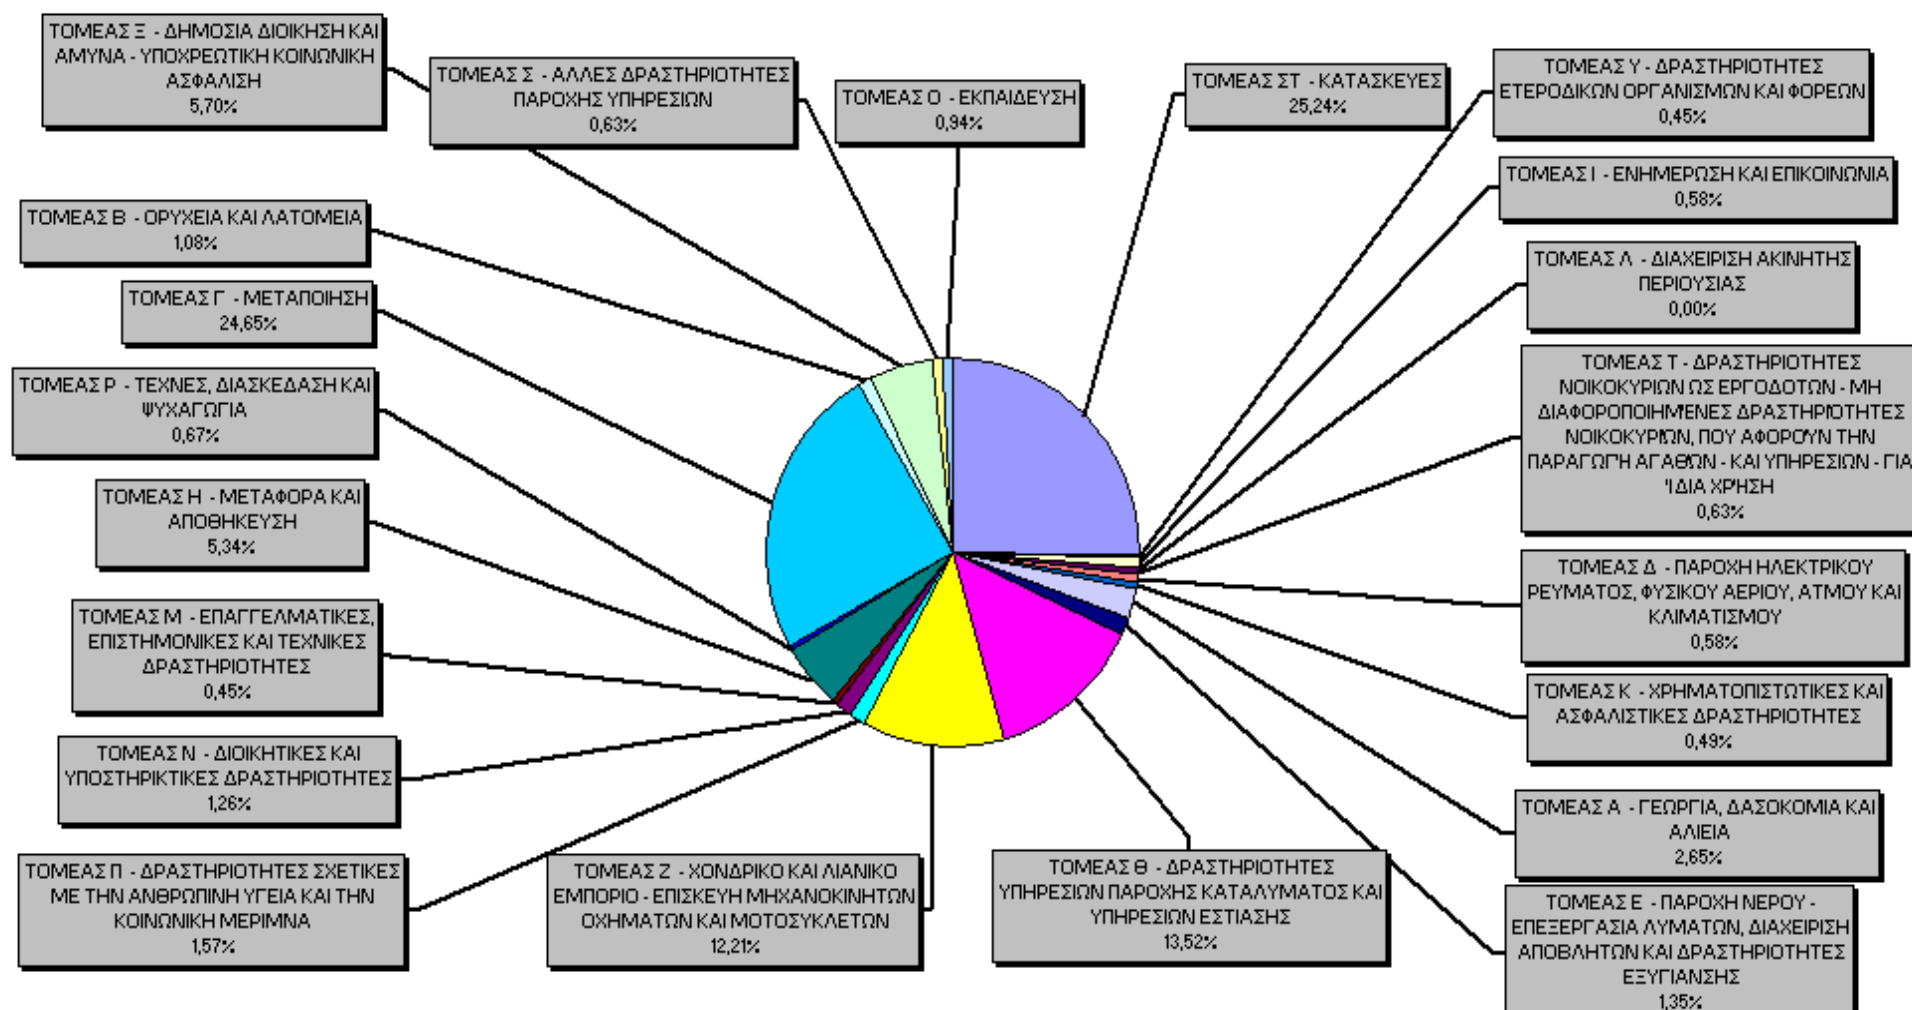 ΤΟΜΕΑΣ Ξ - ΔΗΜΟΣΙΑ ΔΙΟΙΚΗΣΗ ΚΑΙ
ΑΜΥΝΑ - ΥΠΟΧΡΕΩΤΙΚΗ ΚΟΙΝΩΝΙΚΗ
ΑΣΦΑΛΙΣΗ
5,70%
ΤΟΜΕΑΣ Σ - ΑΛΛΕΣ ΔΡΑΣΤΗΡΙΟΤΗΤΕΣ
ΠΑΡΟΧΗΣ ΥΠΗΡΕΣΙΩΝ
0,63%
ΤΟΜΕΑΣ Ο - ΕΚΠΑΙΔΕΥΣΗ
0,94%
ΤΟΜΕΑΣ ΣΤ - ΚΑΤΑΣΚΕΥΕΣ
25,24%
ΤΟΜΕΑΣ Υ - ΔΡΑΣΤΗΡΙΟΤΗΤΕΣ
ΕΤΕΡΟΔΙΚΩΝ ΟΡΓΑΝΙΣΜΩΝ ΚΑΙ ΦΟΡΕΩΝ
0,45%
ΤΟΜΕΑΣ Ι - ΕΝΗΜΕΡΩΣΗ ΚΑΙ ΕΠΙΚΟΙΝΩΝΙΑ
0,58%
ΤΟΜΕΑΣ Λ - ΔΙΑΧΕΙΡΙΣΗ ΑΚΙΝΗΤΗΣ
ΠΕΡΙΟΥΣΙΑΣ
0,00%
ΤΟΜΕΑΣ Τ - ΔΡΑΣΤΗΡΙΟΤΗΤΕΣ
ΝΟΙΚΟΚΥΡΙΩΝ ΩΣ ΕΡΓΟΔΟΤΩΝ - ΜΗ
ΔΙΑΦΟΡΟΠΟΙΗΜΈΝΕΣ ΔΡΑΣΤΗΡΙΌΤΗΤΕΣ
ΝΟΙΚΟΚΥΡΙΏΝ, ΠΟΥ ΑΦΟΡΟΎΝ ΤΗΝ
ΠΑΡΑΓΩΓΉ ΑΓΑΘΏΝ - ΚΑΙ ΥΠΗΡΕΣΙΩΝ - ΓΙΑ
ΊΔΙΑ ΧΡΉΣΗ
0,63%
ΤΟΜΕΑΣ Δ - ΠΑΡΟΧΗ ΗΛΕΚΤΡΙΚΟΥ
ΡΕΥΜΑΤΟΣ, ΦΥΣΙΚΟΥ ΑΕΡΙΟΥ, ΑΤΜΟΥ ΚΑΙ
ΚΛΙΜΑΤΙΣΜΟΥ
0,58%
ΤΟΜΕΑΣ Κ - ΧΡΗΜΑΤΟΠΙΣΤΩΤΙΚΕΣ ΚΑΙ
ΑΣΦΑΛΙΣΤΙΚΕΣ ΔΡΑΣΤΗΡΙΟΤΗΤΕΣ
0,49%
ΤΟΜΕΑΣ Α - ΓΕΩΡΓΙΑ, ΔΑΣΟΚΟΜΙΑ ΚΑΙ
ΑΛΙΕΙΑ
2,65%
ΤΟΜΕΑΣ Ε - ΠΑΡΟΧΗ ΝΕΡΟΥ -
ΕΠΕΞΕΡΓΑΣΙΑ ΛΥΜΑΤΩΝ, ΔΙΑΧΕΙΡΙΣΗ
ΑΠΟΒΛΗΤΩΝ ΚΑΙ ΔΡΑΣΤΗΡΙΟΤΗΤΕΣ
ΕΞΥΓΙΑΝΣΗΣ
1,35%
ΤΟΜΕΑΣ Β - ΟΡΥΧΕΙΑ ΚΑΙ ΛΑΤΟΜΕΙΑ
1,08%
ΤΟΜΕΑΣ Γ - ΜΕΤΑΠΟΙΗΣΗ
24,65%
ΤΟΜΕΑΣ Ρ - ΤΕΧΝΕΣ, ΔΙΑΣΚΕΔΑΣΗ ΚΑΙ
ΨΥΧΑΓΩΓΙΑ
0,67%
ΤΟΜΕΑΣ Η - ΜΕΤΑΦΟΡΑ ΚΑΙ
ΑΠΟΘΗΚΕΥΣΗ
5,34%
ΤΟΜΕΑΣ Μ - ΕΠΑΓΓΕΛΜΑΤΙΚΕΣ,
ΕΠΙΣΤΗΜΟΝΙΚΕΣ ΚΑΙ ΤΕΧΝΙΚΕΣ
ΔΡΑΣΤΗΡΙΟΤΗΤΕΣ
0,45%
ΤΟΜΕΑΣ Ν - ΔΙΟΙΚΗΤΙΚΕΣ ΚΑΙ
ΥΠΟΣΤΗΡΙΚΤΙΚΕΣ ΔΡΑΣΤΗΡΙΟΤΗΤΕΣ
1,26%
ΤΟΜΕΑΣ Π - ΔΡΑΣΤΗΡΙΟΤΗΤΕΣ ΣΧΕΤΙΚΕΣ
ΜΕ ΤΗΝ ΑΝΘΡΩΠΙΝΗ ΥΓΕΙΑ ΚΑΙ ΤΗΝ
ΚΟΙΝΩΝΙΚΗ ΜΕΡΙΜΝΑ
1,57%
ΤΟΜΕΑΣ Ζ - ΧΟΝΔΡΙΚΟ ΚΑΙ ΛΙΑΝΙΚΟ
ΕΜΠΟΡΙΟ - ΕΠΙΣΚΕΥΗ ΜΗΧΑΝΟΚΙΝΗΤΩΝ
ΟΧΗΜΑΤΩΝ ΚΑΙ ΜΟΤΟΣΥΚΛΕΤΩΝ
12,21%
ΤΟΜΕΑΣ Θ - ΔΡΑΣΤΗΡΙΟΤΗΤΕΣ
ΥΠΗΡΕΣΙΩΝ ΠΑΡΟΧΗΣ ΚΑΤΑΛΥΜΑΤΟΣ ΚΑΙ
ΥΠΗΡΕΣΙΩΝ ΕΣΤΙΑΣΗΣ
13,52%